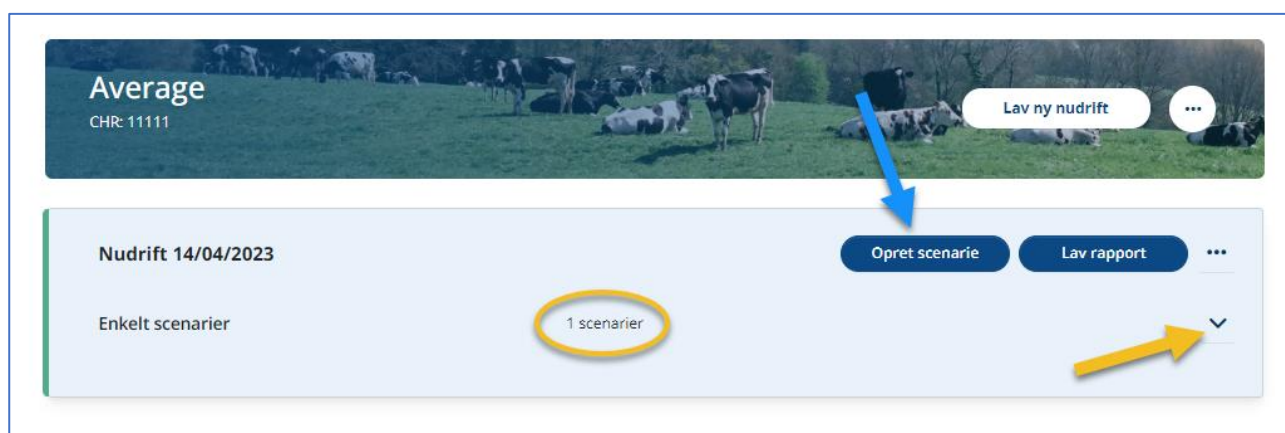 Average
CHR: 11111
Lav ny nudrift
...
Nudrift 14/04/2023
Opret scenarie
Lav rapport
...
Enkelt scenarier
1 scenarier